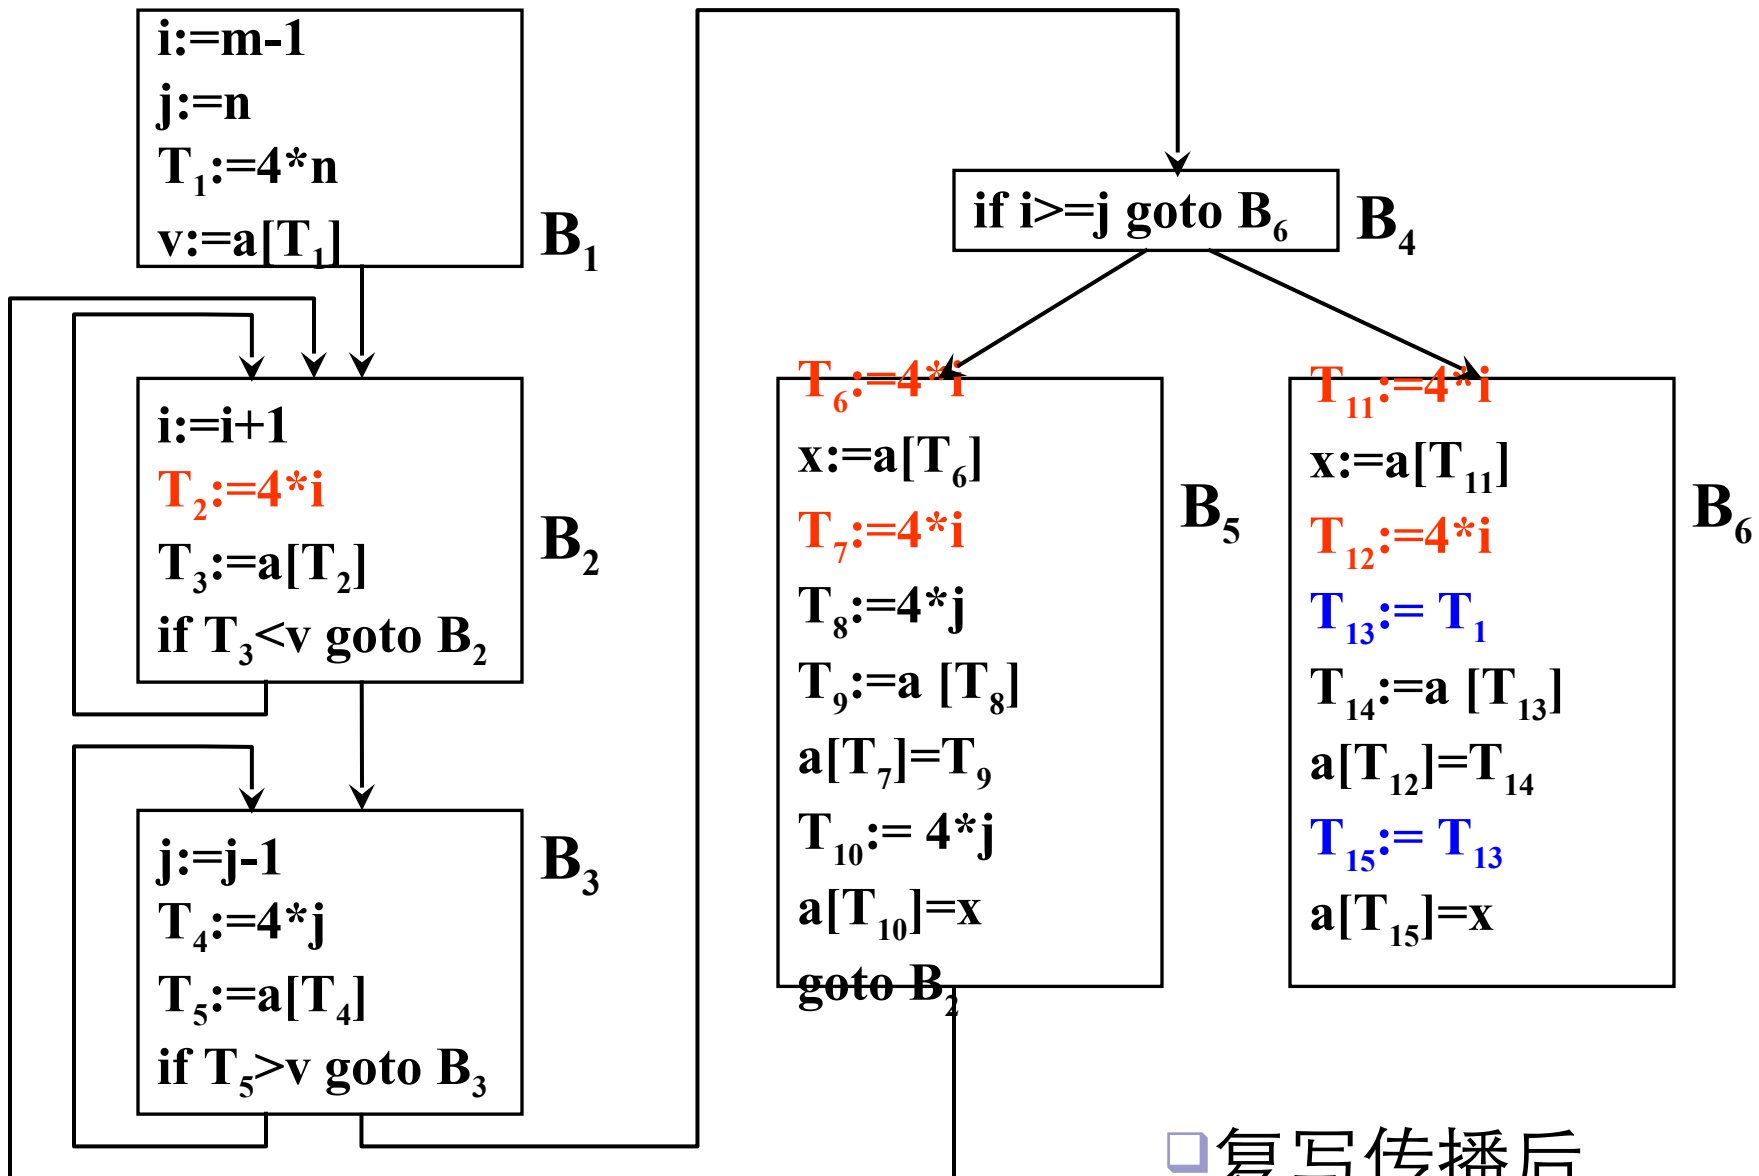 i:=m-1
j:=n
T₁:=4*n
v:=a[T₁]
B₁
i:=i+1
T₂:=4*i
T₃:=a[T₂]
if T₃<v goto B₂
B₂
j:=j-1
T₄:=4*j
T₅:=a[T₄]
if T₅>v goto B₃
B₃
if i>=j goto B₆
B₄
T₆:=4*i
x:=a[T₆]
T₇:=4*i
T₈:=4*j
T₉:=a [T₈]
a[T₇]=T₉
T₁₀:= 4*j
a[T₁₀]=x
goto B₂
B₅
T₁₁:=4*i
x:=a[T₁₁]
T₁₂:=4*i
T₁₃:= T₁
T₁₄:=a [T₁₃]
a[T₁₂]=T₁₄
T₁₅:= T₁₃
a[T₁₅]=x
B₆
复写传播后